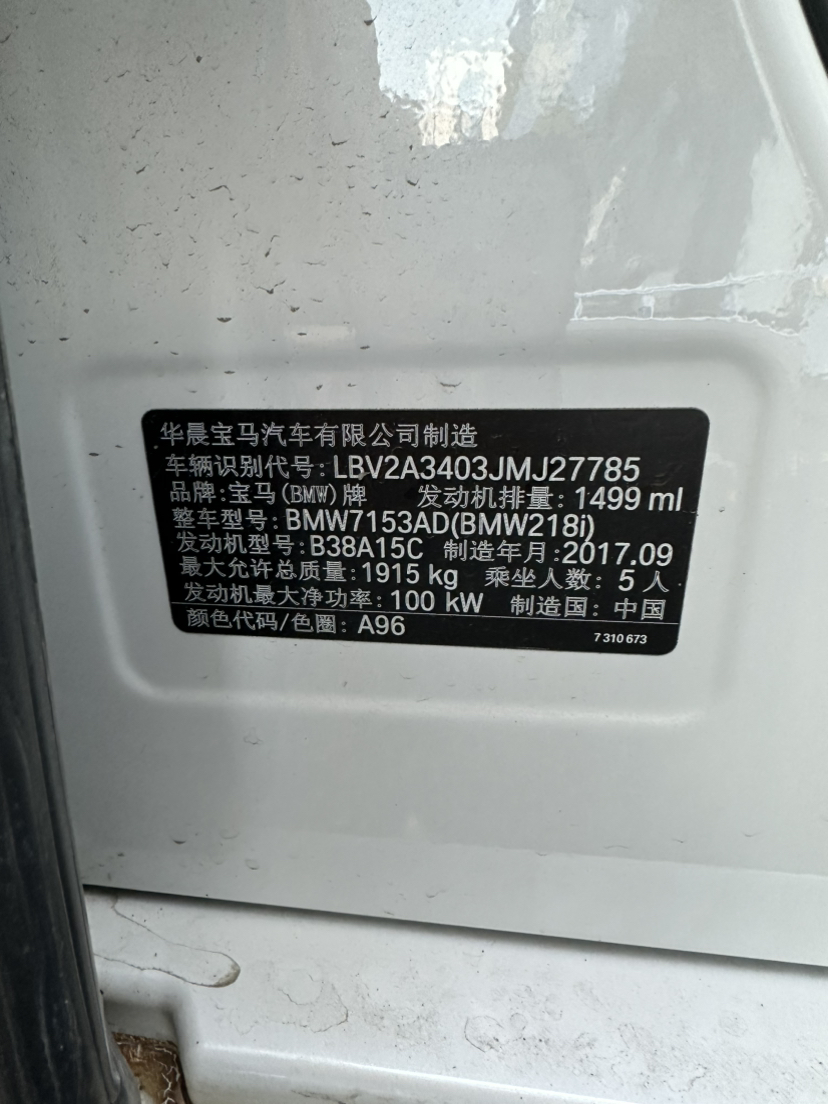 华晨宝马汽车有限公司制造
车辆识别代号:LBV2A3403JMJ27785
品牌:宝马(BMW)牌 发动机排量:1499 ml
整车型号:BMW7153AD(BMW218i)
发动机型号:B38A15C 制造年月:2017.09
最大允许总质量:1915 kg 乘坐人数: 5 人
发动机最大净功率: 100 kW 制造国: 中国
颜色代码/色圈: A96 7 310 673